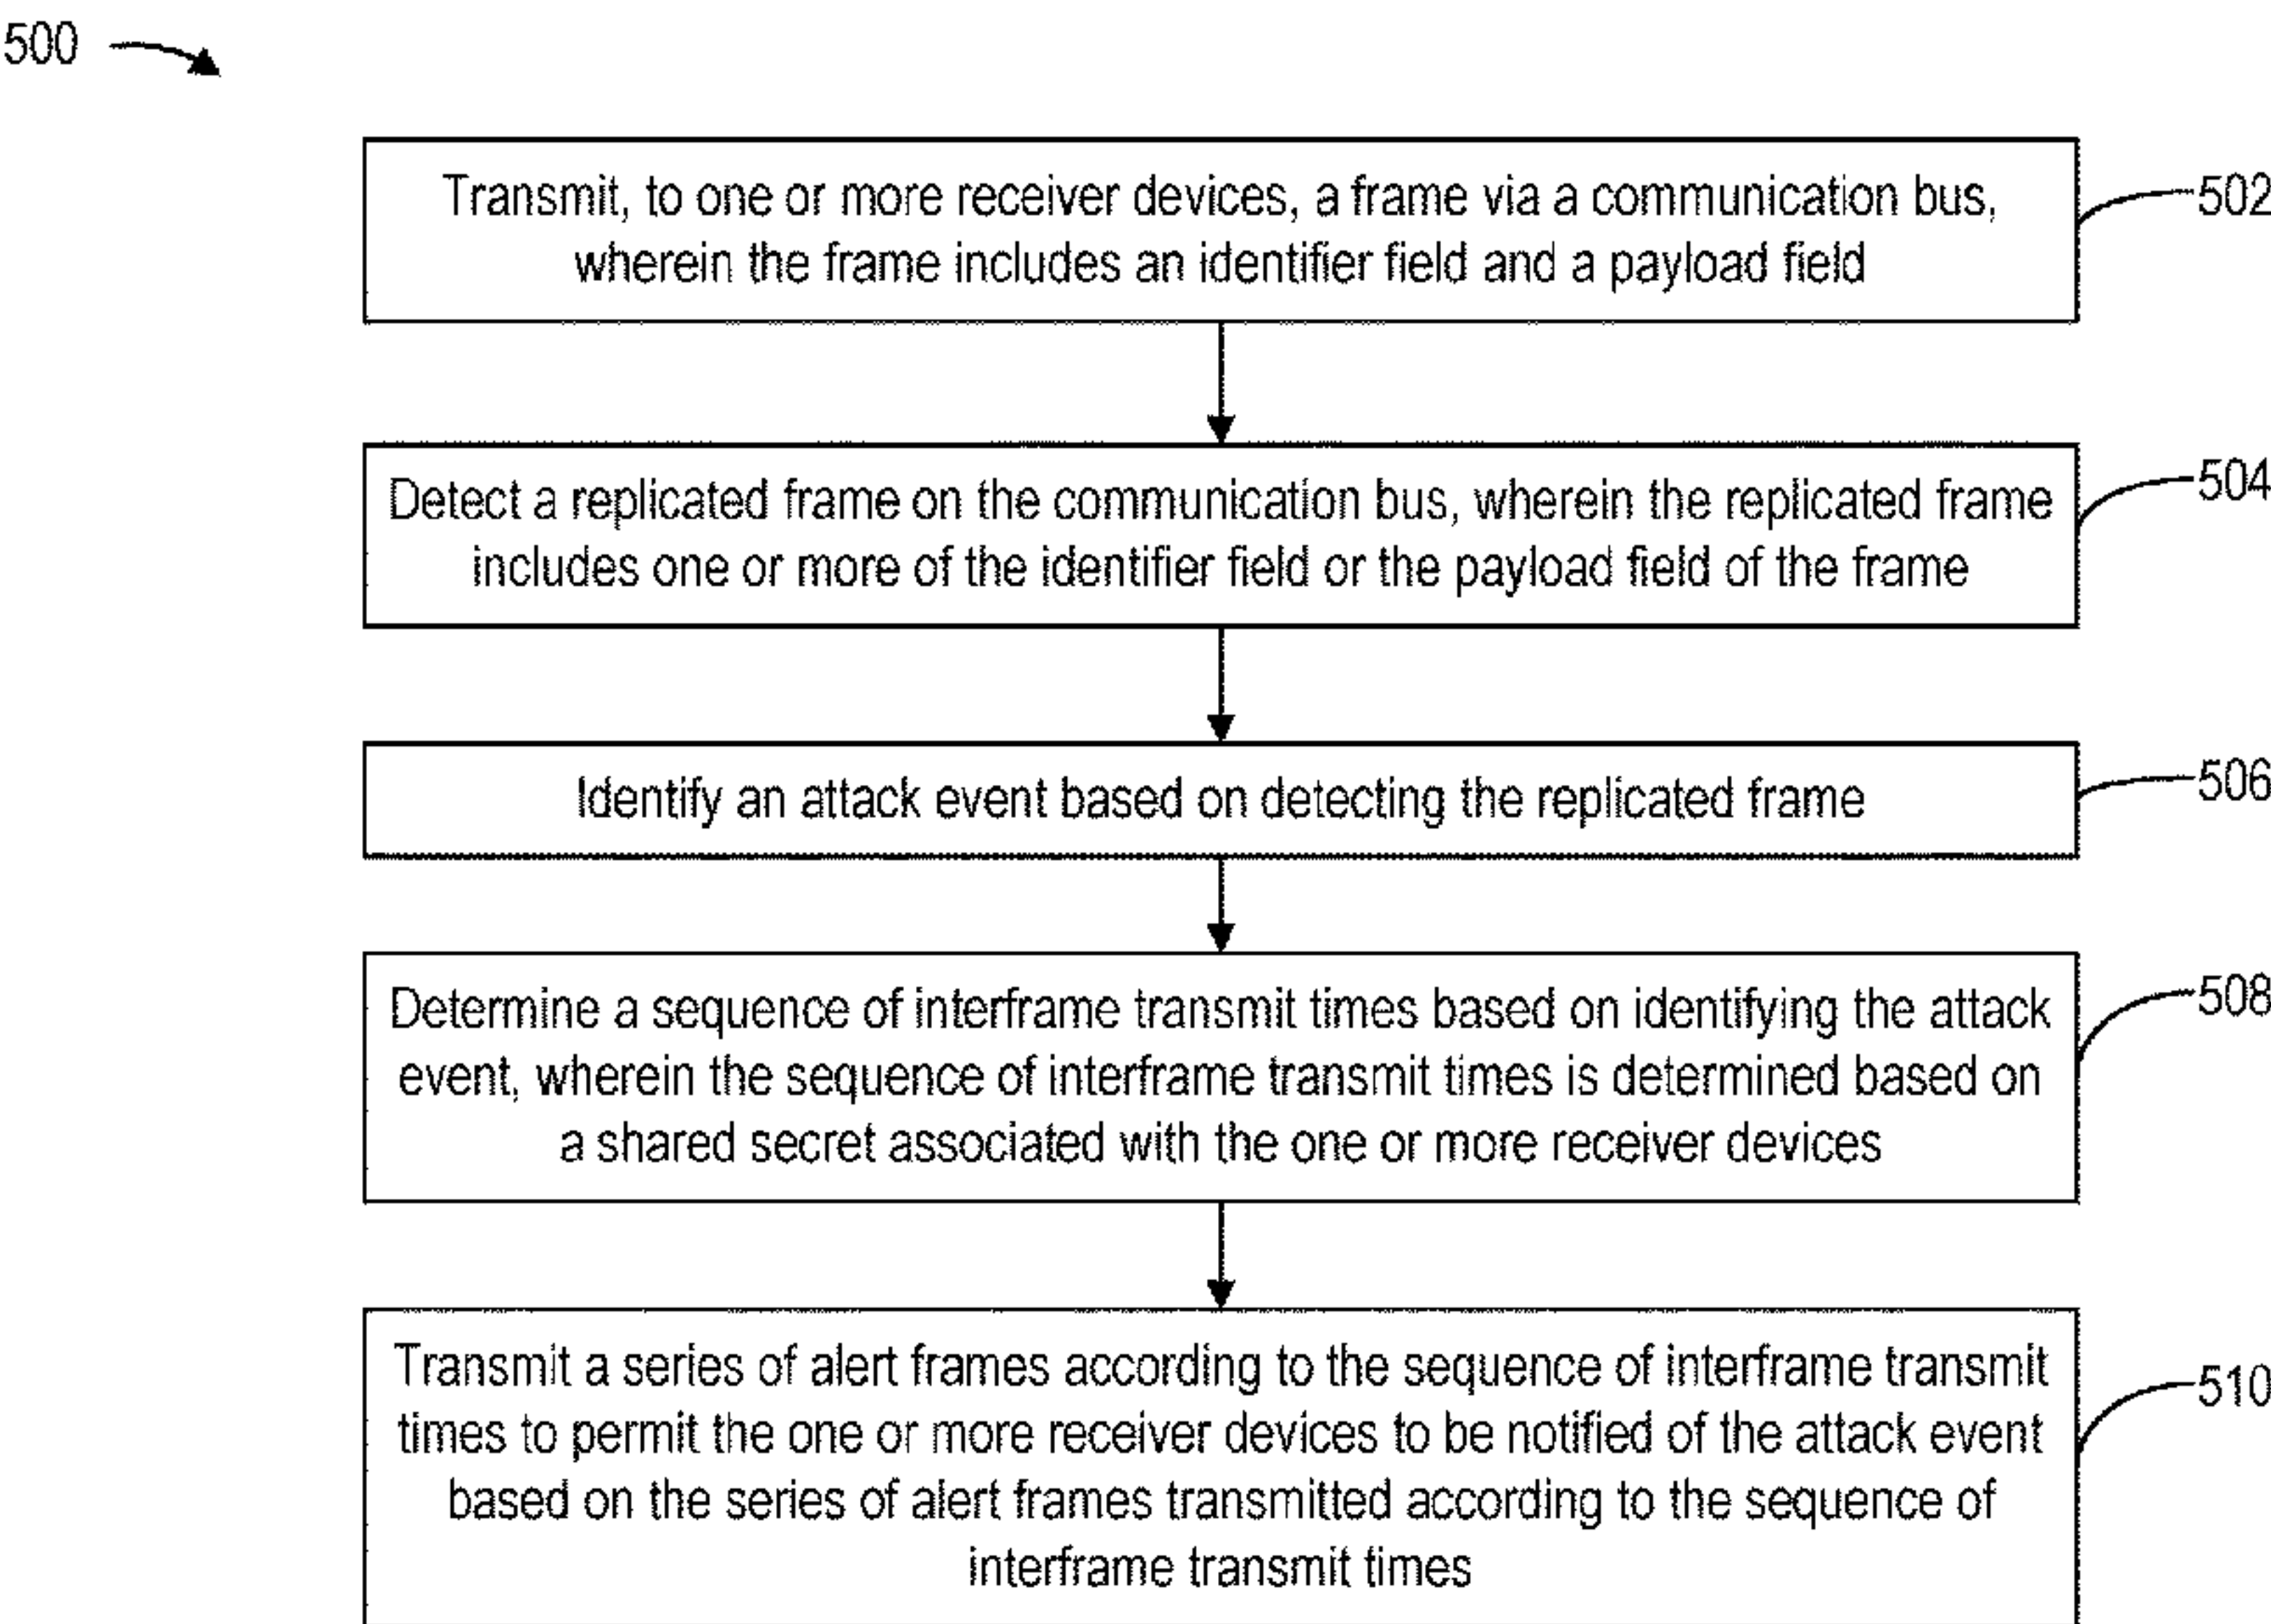 500
Transmit, to one or more receiver devices, a frame via a communication bus,
wherein the frame includes an identifier field and a payload field
502
Detect a replicated frame on the communication bus, wherein the replicated frame
includes one or more of the identifier field or the payload field of the frame
504
Identify an attack event based on detecting the replicated frame
506
Determine a sequence of interframe transmit times based on identifying the attack
event, wherein the sequence of interframe transmit times is determined based on
a shared secret associated with the one or more receiver devices
508
Transmit a series of alert frames according to the sequence of interframe transmit
times to permit the one or more receiver devices to be notified of the attack event
based on the series of alert frames transmitted according to the sequence of
interframe transmit times
510